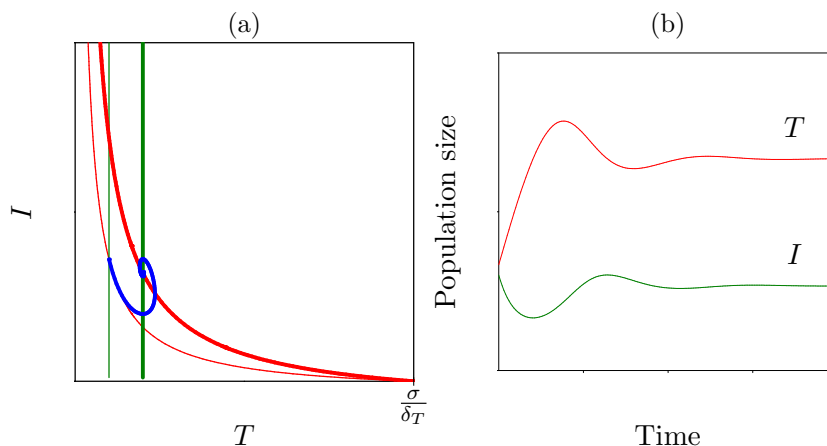 (a)
I
T
σ/δ_T
(b)
Population size
T
I
Time